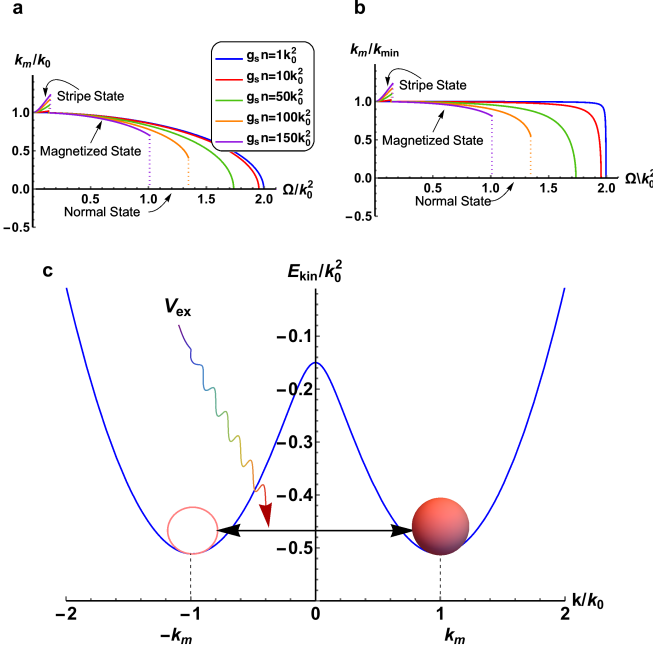 a
k_m/k_0
g_s n=1k_0^2
g_s n=10k_0^2
g_s n=50k_0^2
g_s n=100k_0^2
g_s n=150k_0^2
Stripe State
1.0
Magnetized State
0.5
0.0
0.5 1.0 1.5 2.0
Ω/k_0^2
Normal State
-0.5
b
k_m/k_min
Stripe State
1.0
Magnetized State
0.5
0.0
0.5 1.0 1.5 2.0
Ω\k_0^2
Normal State
-0.5
c
E_kin/k_0^2
V_ex
-0.1
-0.2
-0.3
-0.4
-0.5
-2 -1 0 1 2
k/k_0
-k_m
k_m